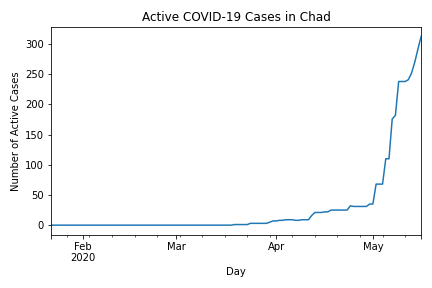 Active COVID-19 Cases in Chad
300
250
200
150
100
50
0
Number of Active Cases
Feb
2020
Mar
Apr
May
Day